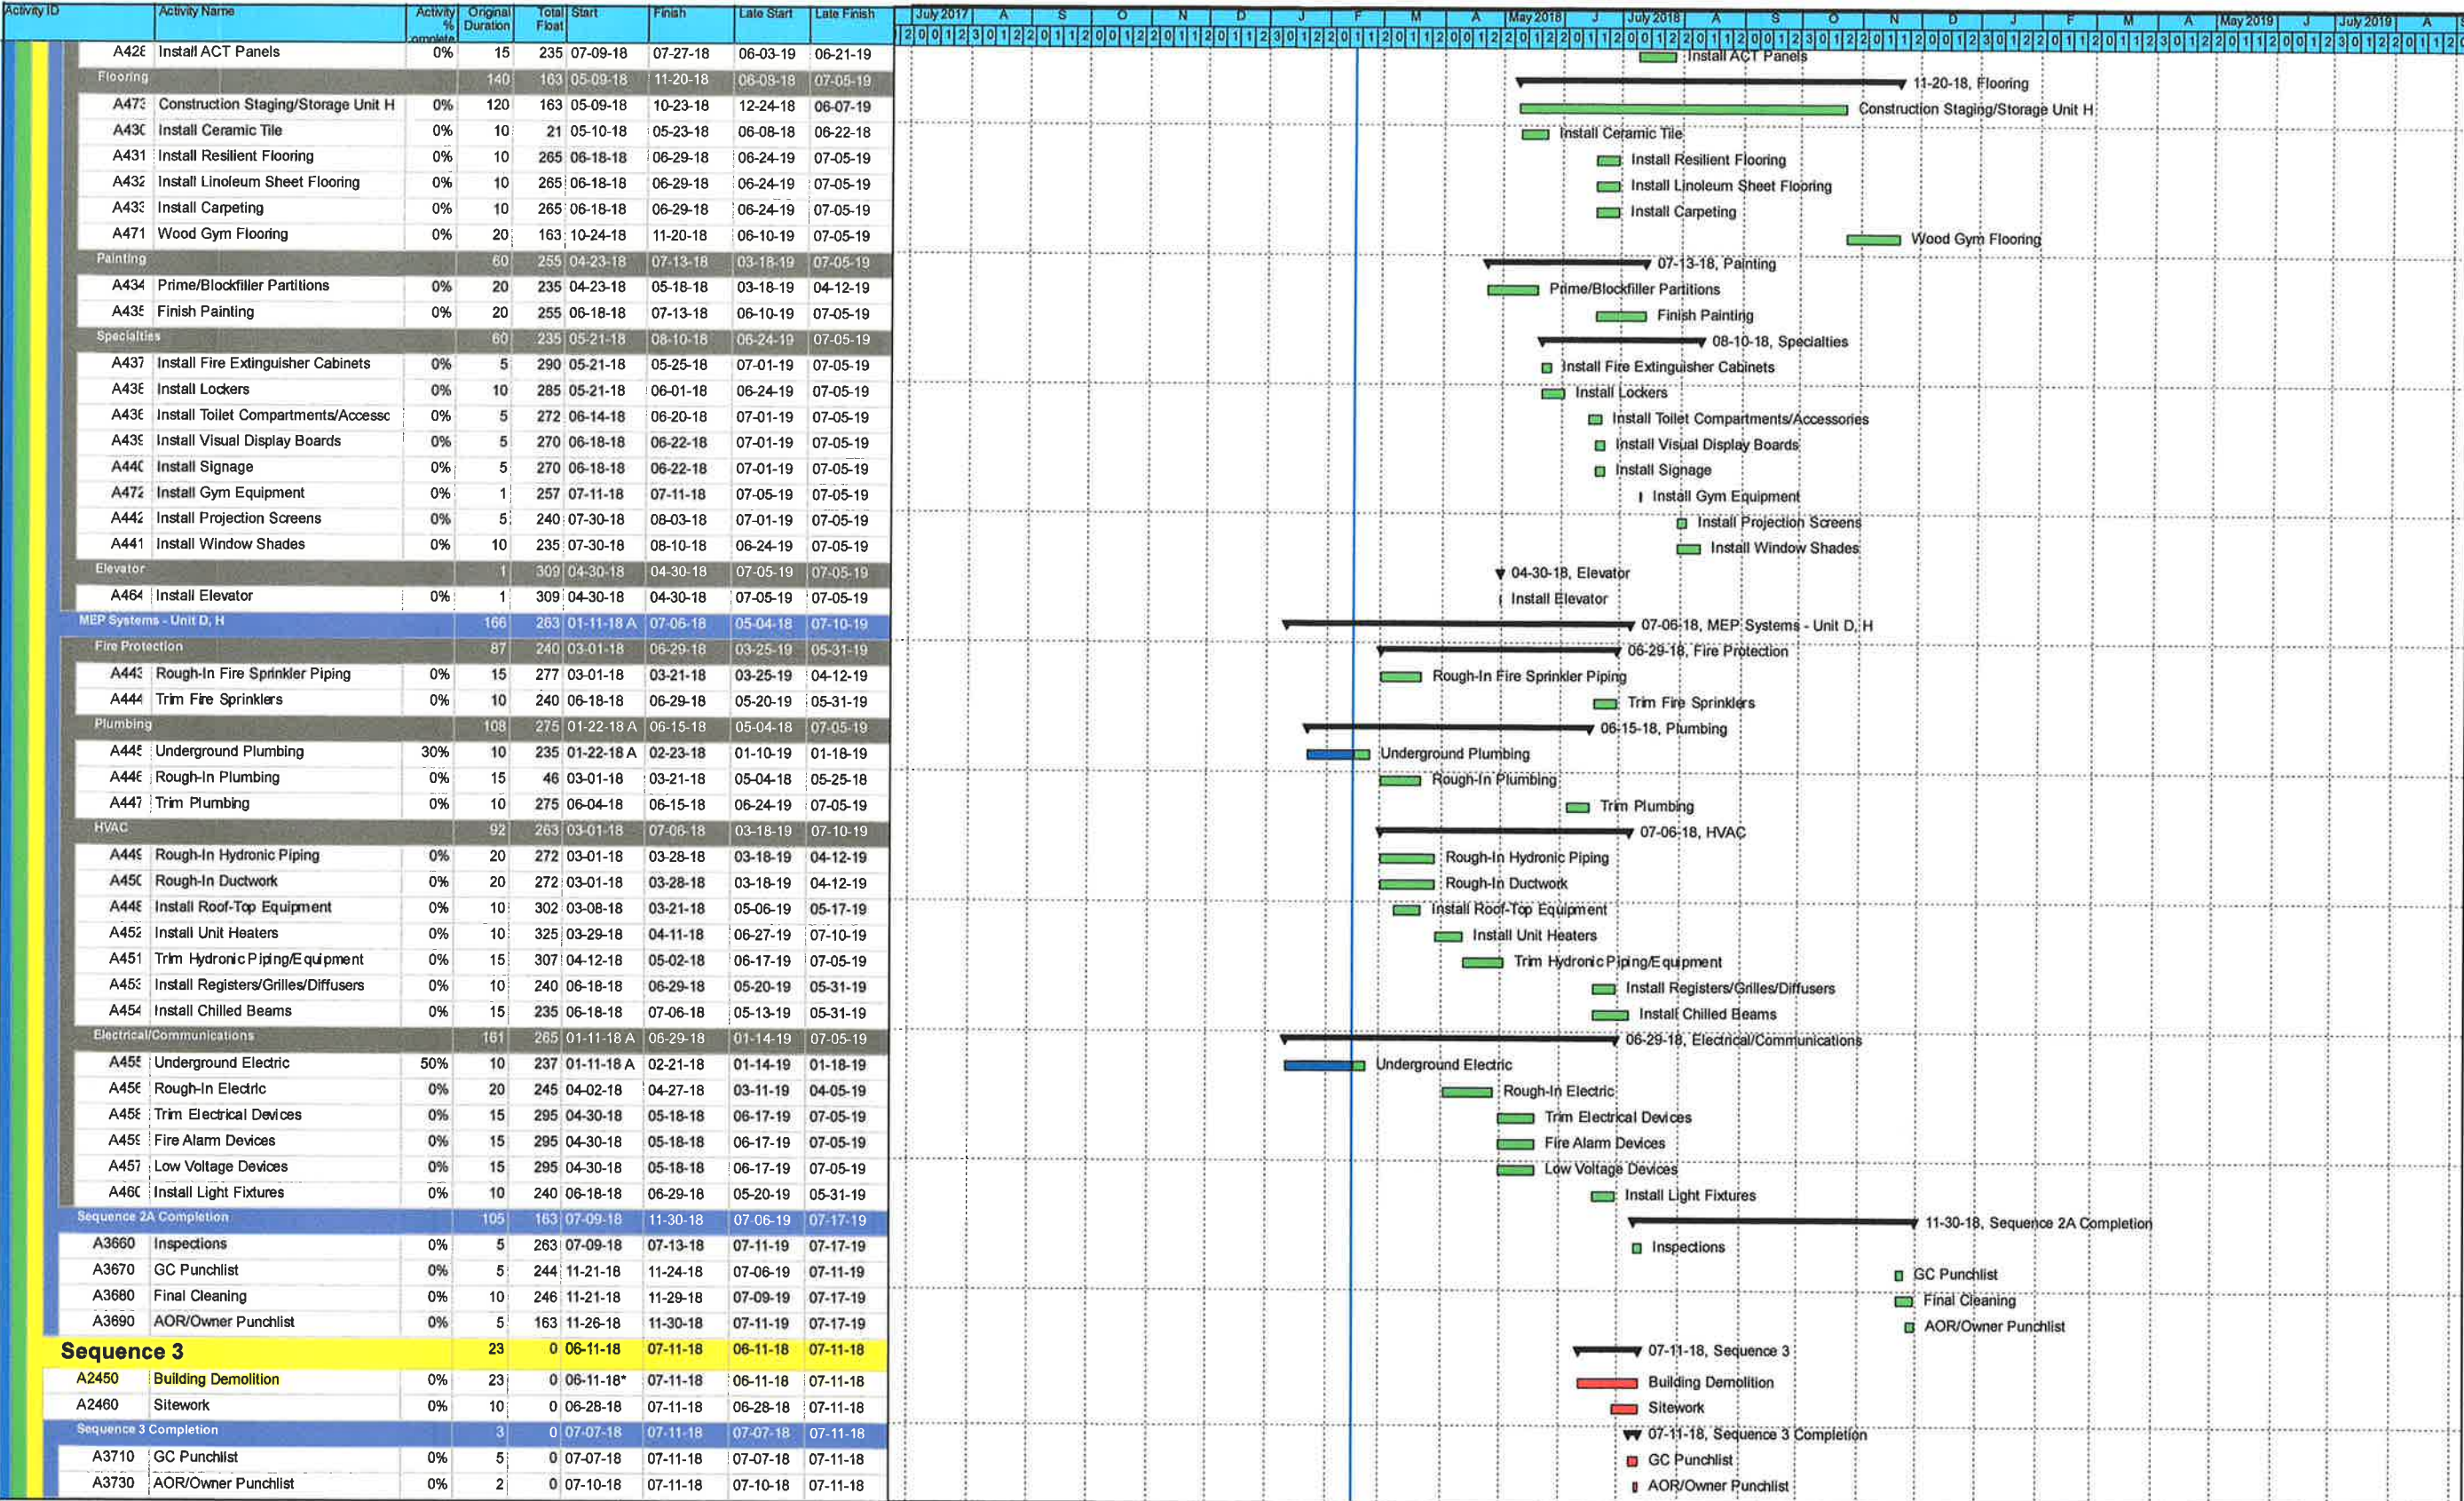 Activity ID Activity Name Activity % Complete Original Duration Total Float Start Finish Late Start Late Finish
July 2017 A S O N D J F M A May 2018 J July 2018 A S O N D J F M A May 2019 J July 2019 A
A428 Install ACT Panels 0% 15 235 07-09-18 07-27-18 06-03-19 06-21-19 Install ACT Panels
Flooring 140 163 05-09-18 11-20-18 06-08-18 07-05-19 11-20-18, Flooring
A473 Construction Staging/Storage Unit H 0% 120 163 05-09-18 10-23-18 12-24-18 06-07-19 Construction Staging/Storage Unit H
A430 Install Ceramic Tile 0% 10 21 05-10-18 05-23-18 06-08-18 06-22-18 Install Ceramic Tile
A431 Install Resilient Flooring 0% 10 265 06-18-18 06-29-18 06-24-19 07-05-19 Install Resilient Flooring
A432 Install Linoleum Sheet Flooring 0% 10 265 06-18-18 06-29-18 06-24-19 07-05-19 Install Linoleum Sheet Flooring
A433 Install Carpeting 0% 10 265 06-18-18 06-29-18 06-24-19 07-05-19 Install Carpeting
A471 Wood Gym Flooring 0% 20 163 10-24-18 11-20-18 06-10-19 07-05-19 Wood Gym Flooring
Painting 60 255 04-23-18 07-13-18 03-18-19 07-05-19 07-13-18, Painting
A434 Prime/Blockfiller Partitions 0% 20 235 04-23-18 05-18-18 03-18-19 04-12-19 Prime/Blockfiller Partitions
A435 Finish Painting 0% 20 255 06-18-18 07-13-18 06-10-19 07-05-19 Finish Painting
Specialties 60 235 05-21-18 08-10-18 06-24-19 07-05-19 08-10-18, Specialties
A437 Install Fire Extinguisher Cabinets 0% 5 290 05-21-18 05-25-18 07-01-19 07-05-19 Install Fire Extinguisher Cabinets
A438 Install Lockers 0% 10 285 05-21-18 06-01-18 06-24-19 07-05-19 Install Lockers
A436 Install Toilet Compartments/Accessc 0% 5 272 06-14-18 06-20-18 07-01-19 07-05-19 Install Toilet Compartments/Accessories
A439 Install Visual Display Boards 0% 5 270 06-18-18 06-22-18 07-01-19 07-05-19 Install Visual Display Boards
A440 Install Signage 0% 5 270 06-18-18 06-22-18 07-01-19 07-05-19 Install Signage
A472 Install Gym Equipment 0% 1 257 07-11-18 07-11-18 07-05-19 07-05-19 Install Gym Equipment
A442 Install Projection Screens 0% 5 240 07-30-18 08-03-18 07-01-19 07-05-19 Install Projection Screens
A441 Install Window Shades 0% 10 235 07-30-18 08-10-18 06-24-19 07-05-19 Install Window Shades
Elevator 1 309 04-30-18 04-30-18 07-05-19 07-05-19 04-30-18, Elevator
A464 Install Elevator 0% 1 309 04-30-18 04-30-18 07-05-19 07-05-19 Install Elevator
MEP Systems - Unit D, H 166 263 01-11-18 A 07-06-18 05-04-18 07-10-19 07-06-18, MEP Systems - Unit D, H
Fire Protection 87 240 03-01-18 06-29-18 03-25-19 05-31-19 06-29-18, Fire Protection
A443 Rough-In Fire Sprinkler Piping 0% 15 277 03-01-18 03-21-18 03-25-19 04-12-19 Rough-In Fire Sprinkler Piping
A444 Trim Fire Sprinklers 0% 10 240 06-18-18 06-29-18 05-20-19 05-31-19 Trim Fire Sprinklers
Plumbing 108 275 01-22-18 A 06-15-18 05-04-18 07-05-19 06-15-18, Plumbing
A445 Underground Plumbing 30% 10 235 01-22-18 A 02-23-18 01-10-19 01-18-19 Underground Plumbing
A446 Rough-In Plumbing 0% 15 46 03-01-18 03-21-18 05-04-18 05-25-18 Rough-In Plumbing
A447 Trim Plumbing 0% 10 275 06-04-18 06-15-18 06-24-19 07-05-19 Trim Plumbing
HVAC 92 263 03-01-18 07-06-18 03-18-19 07-10-19 07-06-18, HVAC
A449 Rough-In Hydronic Piping 0% 20 272 03-01-18 03-28-18 03-18-19 04-12-19 Rough-In Hydronic Piping
A450 Rough-In Ductwork 0% 20 272 03-01-18 03-28-18 03-18-19 04-12-19 Rough-In Ductwork
A448 Install Roof-Top Equipment 0% 10 302 03-08-18 03-21-18 05-06-19 05-17-19 Install Roof-Top Equipment
A452 Install Unit Heaters 0% 10 325 03-29-18 04-11-18 06-27-19 07-10-19 Install Unit Heaters
A451 Trim Hydronic Piping/Equipment 0% 15 307 04-12-18 05-02-18 06-17-19 07-05-19 Trim Hydronic Piping/Equipment
A453 Install Registers/Grilles/Diffusers 0% 10 240 06-18-18 06-29-18 05-20-19 05-31-19 Install Registers/Grilles/Diffusers
A454 Install Chilled Beams 0% 15 235 06-18-18 07-06-18 05-13-19 05-31-19 Install Chilled Beams
Electrical/Communications 161 265 01-11-18 A 06-29-18 01-14-19 07-05-19 06-29-18, Electrical/Communications
A455 Underground Electric 50% 10 237 01-11-18 A 02-21-18 01-14-19 01-18-19 Underground Electric
A456 Rough-In Electric 0% 20 245 04-02-18 04-27-18 03-11-19 04-05-19 Rough-In Electric
A458 Trim Electrical Devices 0% 15 295 04-30-18 05-18-18 06-17-19 07-05-19 Trim Electrical Devices
A459 Fire Alarm Devices 0% 15 295 04-30-18 05-18-18 06-17-19 07-05-19 Fire Alarm Devices
A457 Low Voltage Devices 0% 15 295 04-30-18 05-18-18 06-17-19 07-05-19 Low Voltage Devices
A460 Install Light Fixtures 0% 10 240 06-18-18 06-29-18 05-20-19 05-31-19 Install Light Fixtures
Sequence 2A Completion 105 163 07-09-18 11-30-18 07-06-19 07-17-19 11-30-18, Sequence 2A Completion
A3660 Inspections 0% 5 263 07-09-18 07-13-18 07-11-19 07-17-19 Inspections
A3670 GC Punchlist 0% 5 244 11-21-18 11-24-18 07-06-19 07-11-19 GC Punchlist
A3680 Final Cleaning 0% 10 246 11-21-18 11-29-18 07-09-19 07-17-19 Final Cleaning
A3690 AOR/Owner Punchlist 0% 5 163 11-26-18 11-30-18 07-11-19 07-17-19 AOR/Owner Punchlist
Sequence 3 23 0 06-11-18 07-11-18 06-11-18 07-11-18 07-11-18, Sequence 3
A2450 Building Demolition 0% 23 0 06-11-18* 07-11-18 06-11-18 07-11-18 Building Demolition
A2460 Sitework 0% 10 0 06-28-18 07-11-18 06-28-18 07-11-18 Sitework
Sequence 3 Completion 3 0 07-07-18 07-11-18 07-07-18 07-11-18 07-11-18, Sequence 3 Completion
A3710 GC Punchlist 0% 5 0 07-07-18 07-11-18 07-07-18 07-11-18 GC Punchlist
A3730 AOR/Owner Punchlist 0% 2 0 07-10-18 07-11-18 07-10-18 07-11-18 AOR/Owner Punchlist